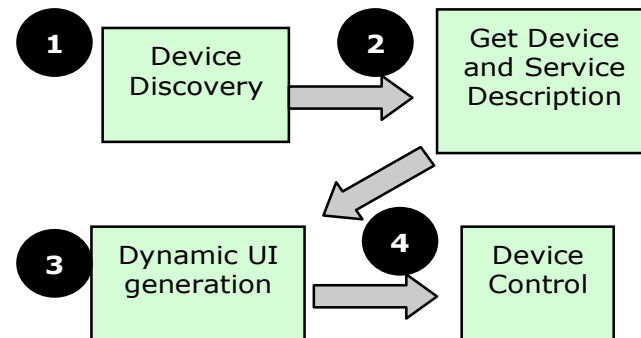 1
Device
Discovery
2
Get Device
and Service
Description
3
Dynamic UI
generation
4
Device
Control